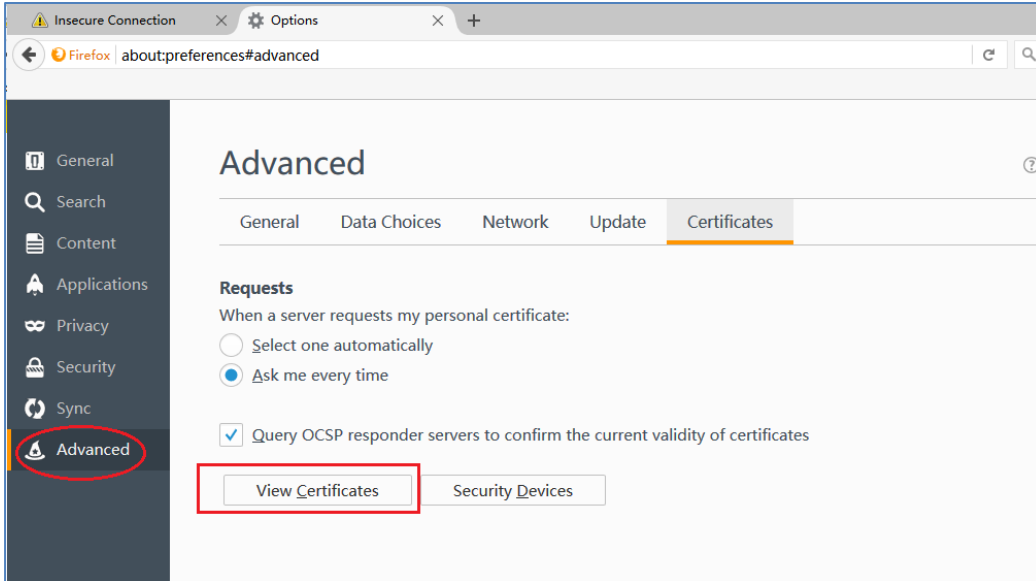 Insecure Connection
Options
Firefox about:preferences#advanced
General
Search
Content
Applications
Privacy
Security
Sync
Advanced
Advanced
General Data Choices Network Update Certificates
Requests
When a server requests my personal certificate:
Select one automatically
Ask me every time
Query OCSP responder servers to confirm the current validity of certificates
View Certificates Security Devices